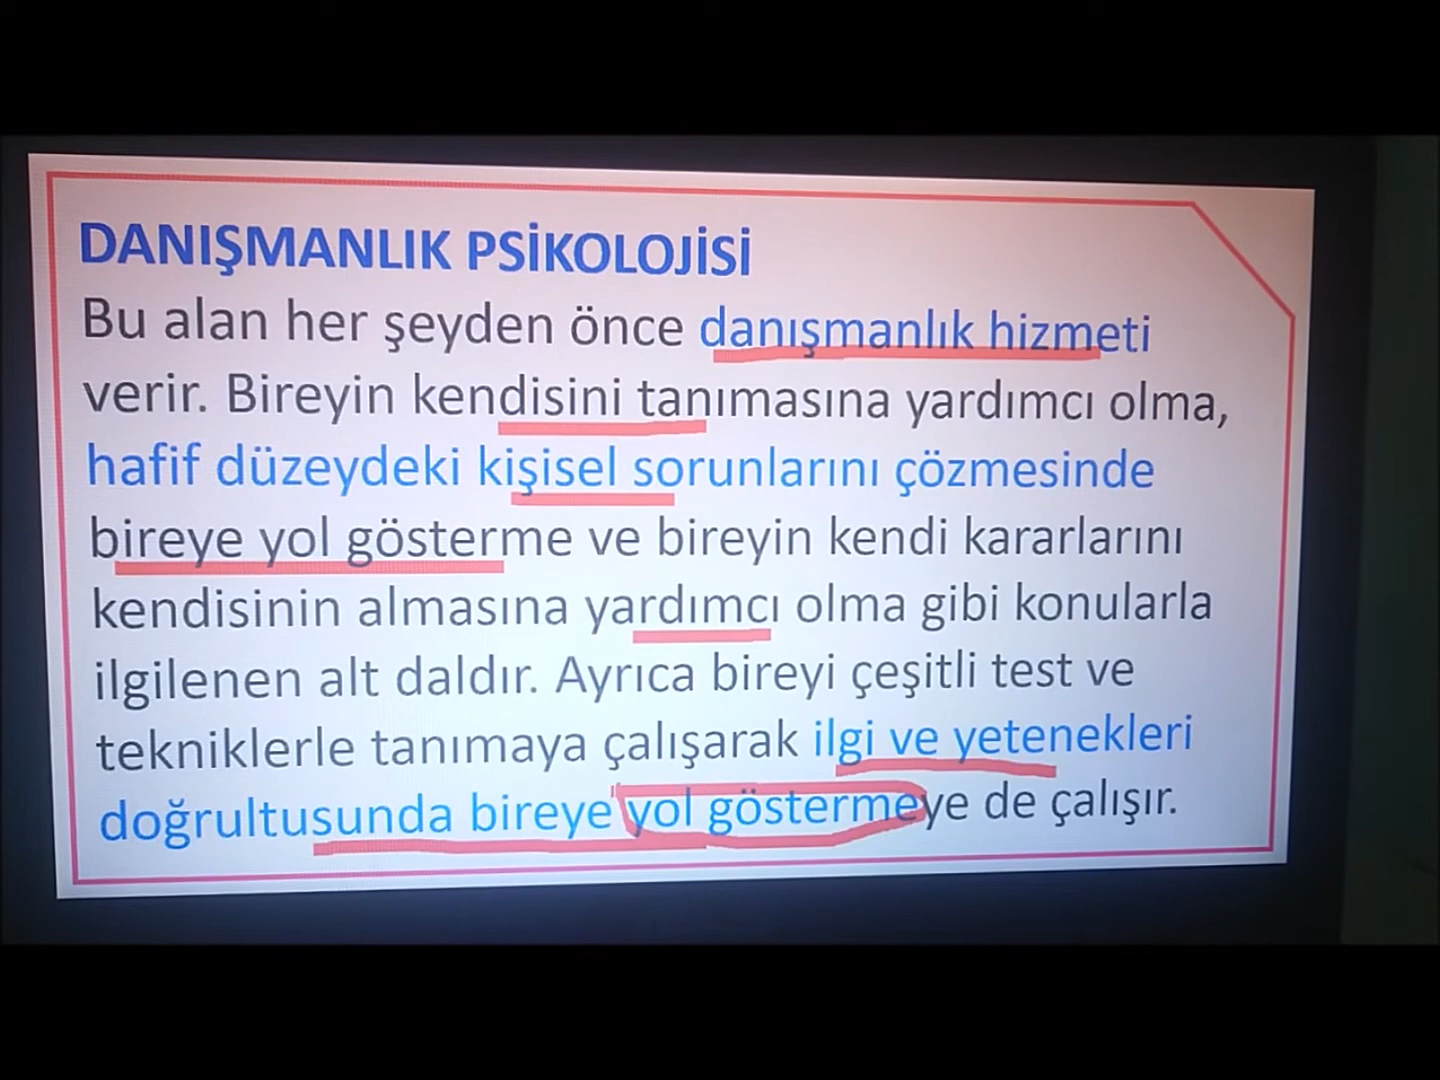 DANIŞMANLIK PSİKOLOJİSİ
Bu alan her şeyden önce danışmanlık hizmeti
verir. Bireyin kendisini tanımasına yardımcı olma,
hafif düzeydeki kişisel sorunlarını çözmesinde
bireye yol gösterme ve bireyin kendi kararlarını
kendisinin almasına yardımcı olma gibi konularla
ilgilenen alt daldır. Ayrıca bireyi çeşitli test ve
tekniklerle tanımaya çalışarak ilgi ve yetenekleri
doğrultusunda bireye yol göstermeye de çalışır.